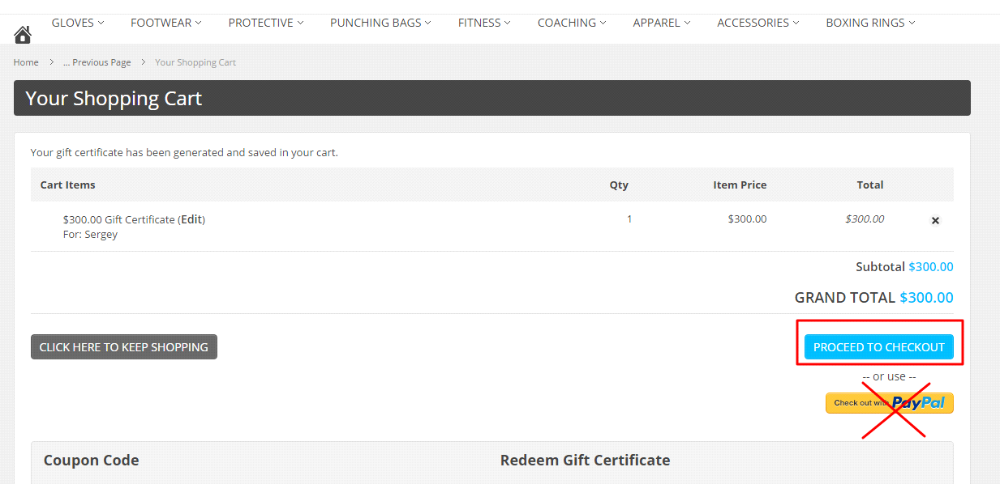 GLOVES FOOTWEAR PROTECTIVE PUNCHING BAGS FITNESS COACHING APPAREL ACCESSORIES BOXING RINGS
Home > ... Previous Page > Your Shopping Cart
Your Shopping Cart
Your gift certificate has been generated and saved in your cart.
Cart Items Qty Item Price Total
$300.00 Gift Certificate (Edit) 1 $300.00 $300.00 ×
For: Sergey
Subtotal $300.00
GRAND TOTAL $300.00
CLICK HERE TO KEEP SHOPPING PROCEED TO CHECKOUT
-- or use --
Check out with PayPal
Coupon Code Redeem Gift Certificate